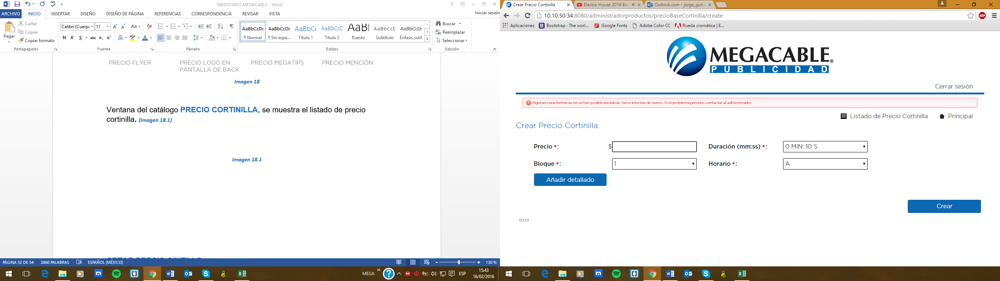 INVENTARIO MEGACABLE - Word
ARCHIVO INICIO INSERTAR DISEÑO DISEÑO DE PÁGINA REFERENCIAS CORRESPONDENCIA REVISAR VISTA Iniciar sesión
Pegar
Cortar
Copiar
Copiar formato
Portapapeles
Calibri (Cuerpo 11
Fuente
Párrafo
AaBbCcDc AaBbCcDc AaBbCc AaBbCcD AaBl AaBbCcD AaBbCcDc
¶ Normal ¶ Sin espa... Título 1 Título 2 Puesto Subtítulo Énfasis sutil
Estilos
Buscar
Reemplazar
Seleccionar
Edición
PRECIO FLYER PRECIO LOGO EN PANTALLA DE BACK PRECIO MEGATIPS PRECIO MENCIÓN
Imagen 18
Ventana del catálogo PRECIO CORTINILLA, se muestra el listado de precio
cortinilla. (Imagen 18.1)
Imagen 18.1
PÁGINA 52 DE 54 3860 PALABRAS ESPAÑOL (MÉXICO) 130 %
MEGA ESP 15:43
16/02/2016
Crear Precio Cortinilla Electro House 2016 Bes Outlook.com - jorge_gutie
10.10.50.34:8080/administradorproductos/precioBaseCortinilla/create
ABP
Aplicaciones Bootstrap · The worl... Google Fonts Adobe Color CC Rueda cromática | E...
MEGACABLE®
PUBLICIDAD
Cerrar sesión
Algunas características no se han podido inicializar, favor intentar de nuevo. Si el problema persiste, contactar al administrador.
Listado de Precio Cortinilla Principal
Crear Precio Cortinilla
Precio *: $ Duración (mm:ss) *: 0 MIN: 10 S
Bloque *: 1 Horario *: A
Añadir detallado
Crear
0.1.23